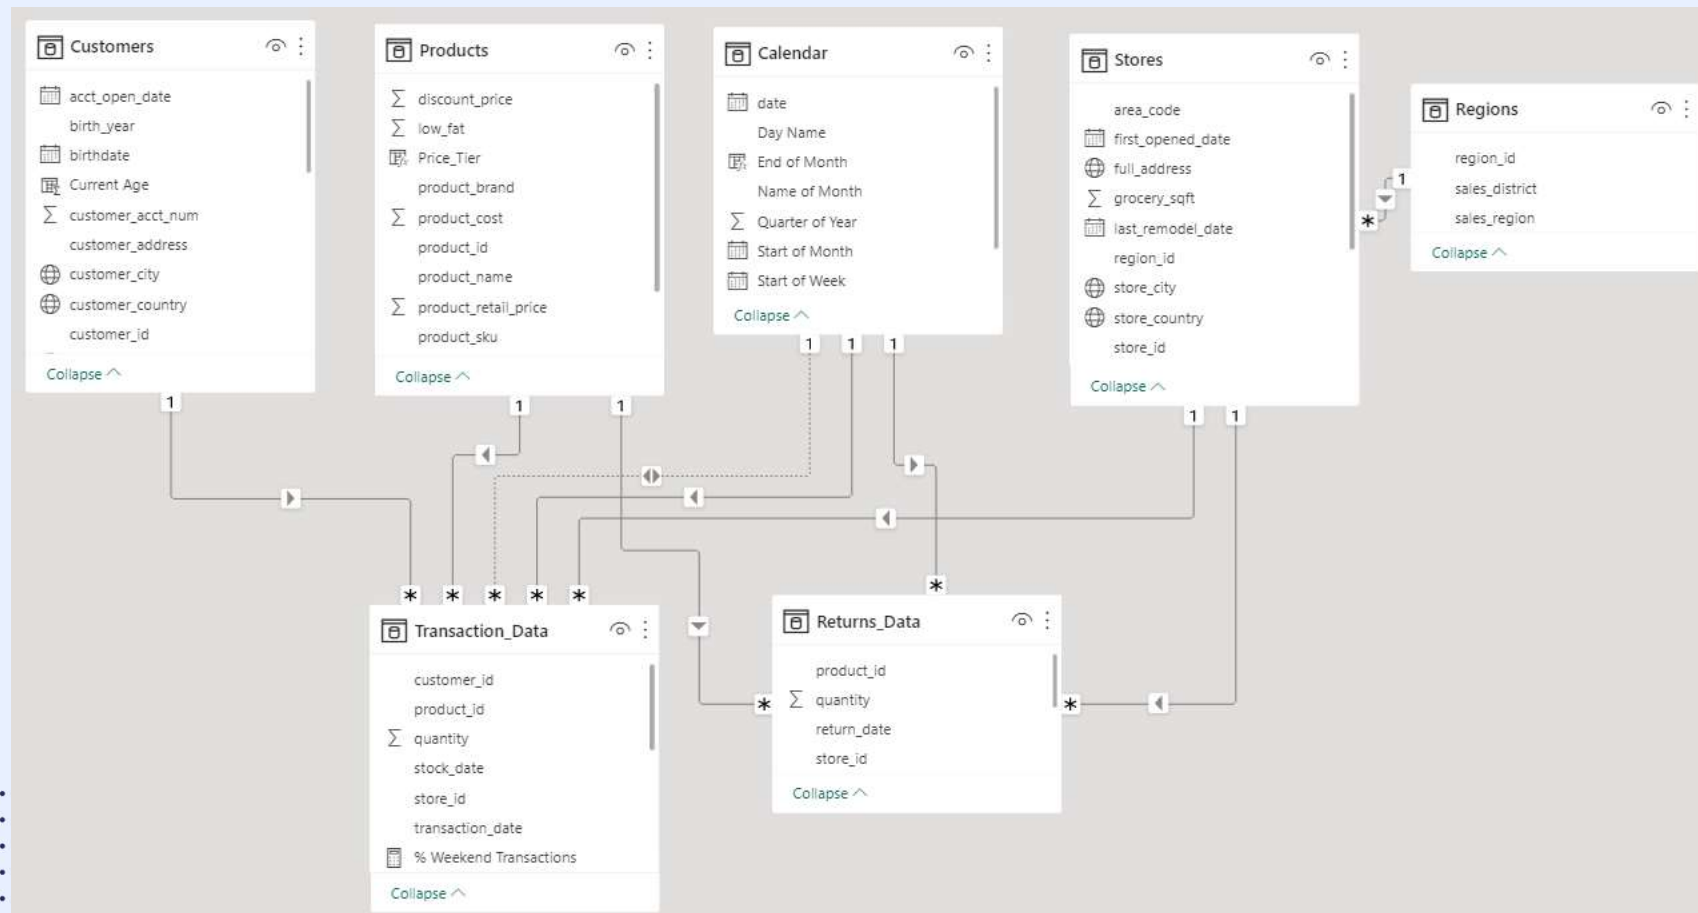 Customers
acct_open_date
birth_year
birthdate
Current Age
customer_acct_num
customer_address
customer_city
customer_country
customer_id
Collapse
1
Products
discount_price
low_fat
Price_Tier
product_brand
product_cost
product_id
product_name
product_retail_price
product_sku
Collapse
1
1
Calendar
date
Day Name
End of Month
Name of Month
Quarter of Year
Start of Month
Start of Week
Collapse
1
1
1
Stores
area_code
first_opened_date
full_address
grocery_sqft
last_remodel_date
region_id
store_city
store_country
store_id
Collapse
1
1
*
1
Regions
region_id
sales_district
sales_region
Collapse
* * * * *
Transaction_Data
customer_id
product_id
quantity
stock_date
store_id
transaction_date
% Weekend Transactions
Collapse
*
*
*
Returns_Data
product_id
quantity
return_date
store_id
Collapse